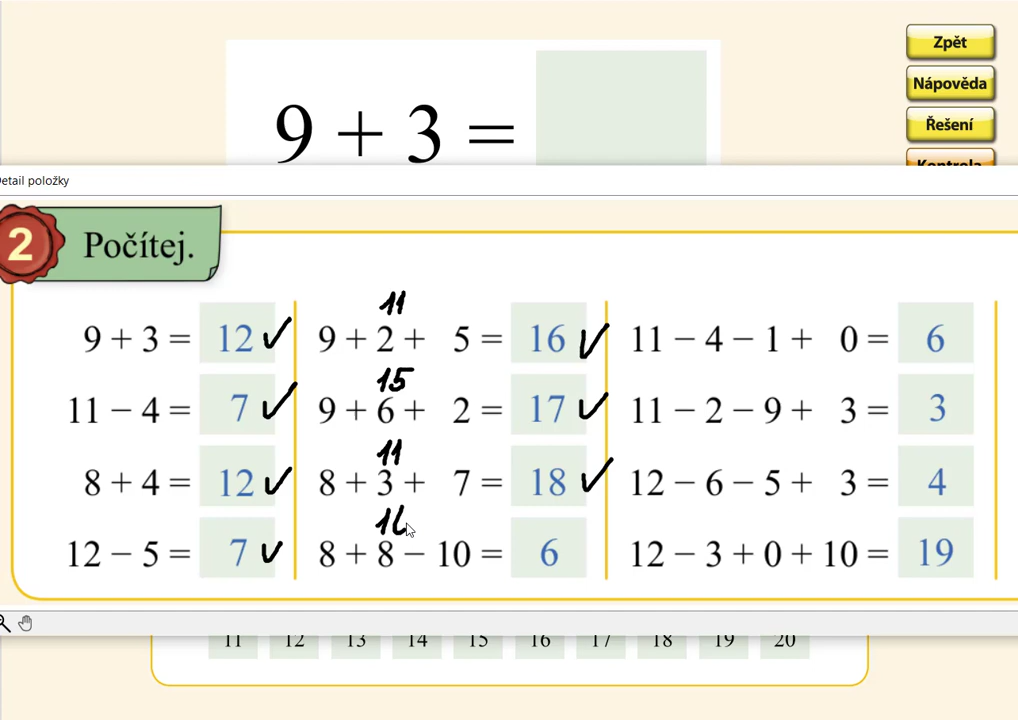 Zpět
Nápověda
Řešení
Kontrola
9 + 3 =
Detail položky
2 Počítej.
11
9 + 3 = 12 ✓ 9 + 2 + 5 = 16 ✓ 11 − 4 − 1 + 0 = 6
15
11 − 4 = 7 ✓ 9 + 6 + 2 = 17 ✓ 11 − 2 − 9 + 3 = 3
11
8 + 4 = 12 ✓ 8 + 3 + 7 = 18 ✓ 12 − 6 − 5 + 3 = 4
16
12 − 5 = 7 ✓ 8 + 8 − 10 = 6 12 − 3 + 0 + 10 = 19
11 12 13 14 15 16 17 18 19 20